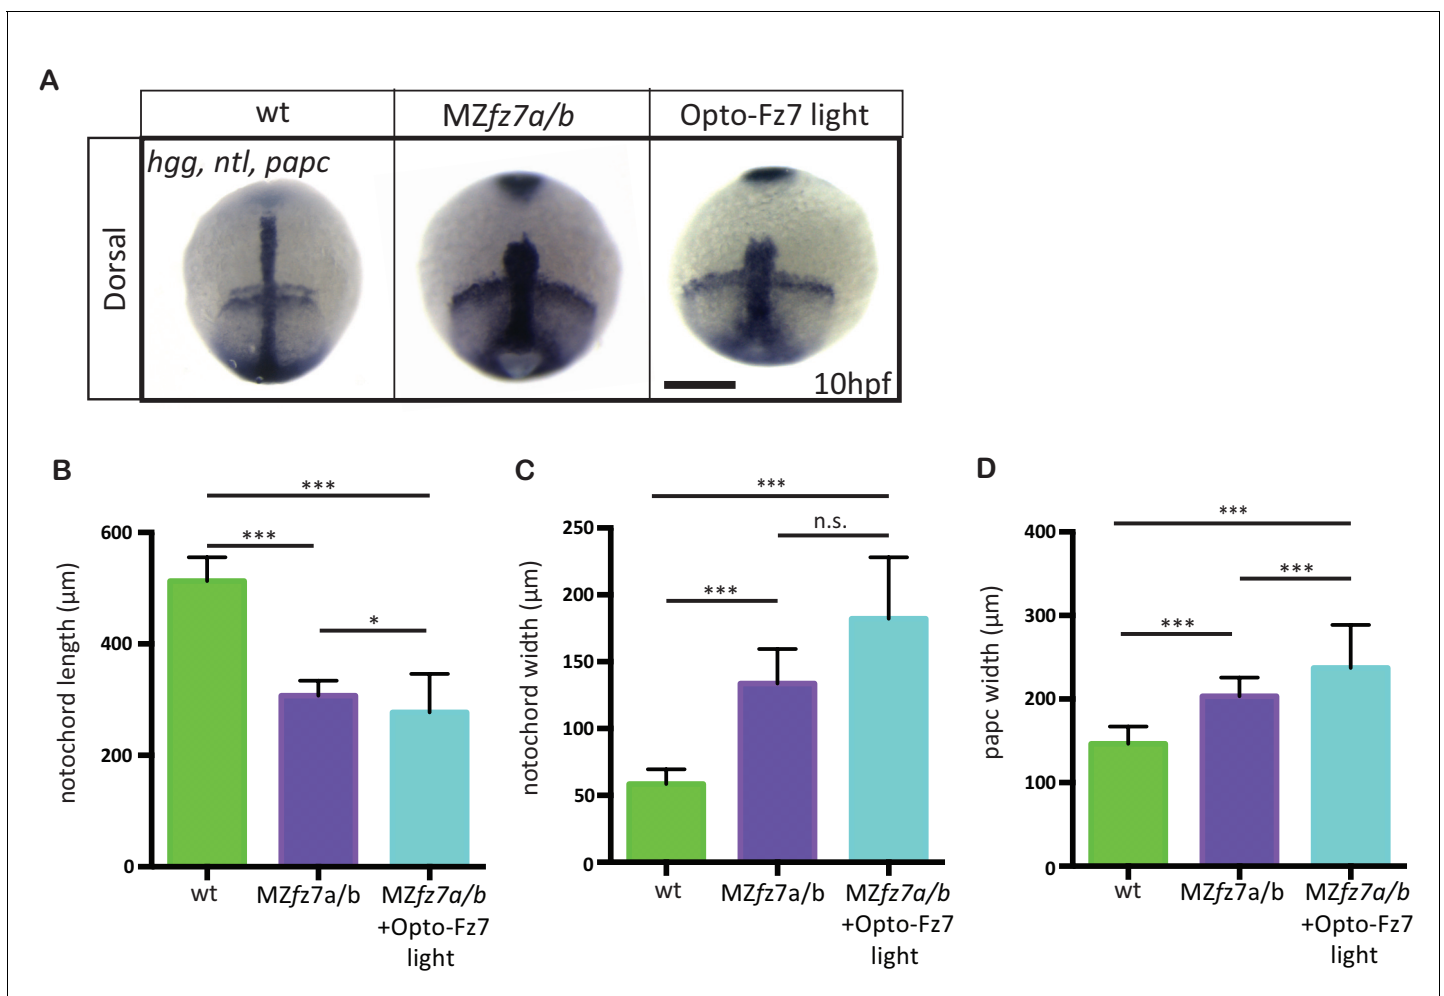 A
wt
MZfz7a/b
Opto-Fz7 light
Dorsal
hgg, ntl, papc
10hpf
B
***
***
*
notochord length (µm)
600
400
200
0
wt
MZfz7a/b
MZfz7a/b
+Opto-Fz7
light
C
***
n.s.
***
notochord width (µm)
250
200
150
100
50
0
wt
MZfz7a/b
MZfz7a/b
+Opto-Fz7
light
D
***
***
***
papc width (µm)
400
300
200
100
0
wt
MZfz7a/b
MZfz7a/b
+Opto-Fz7
light